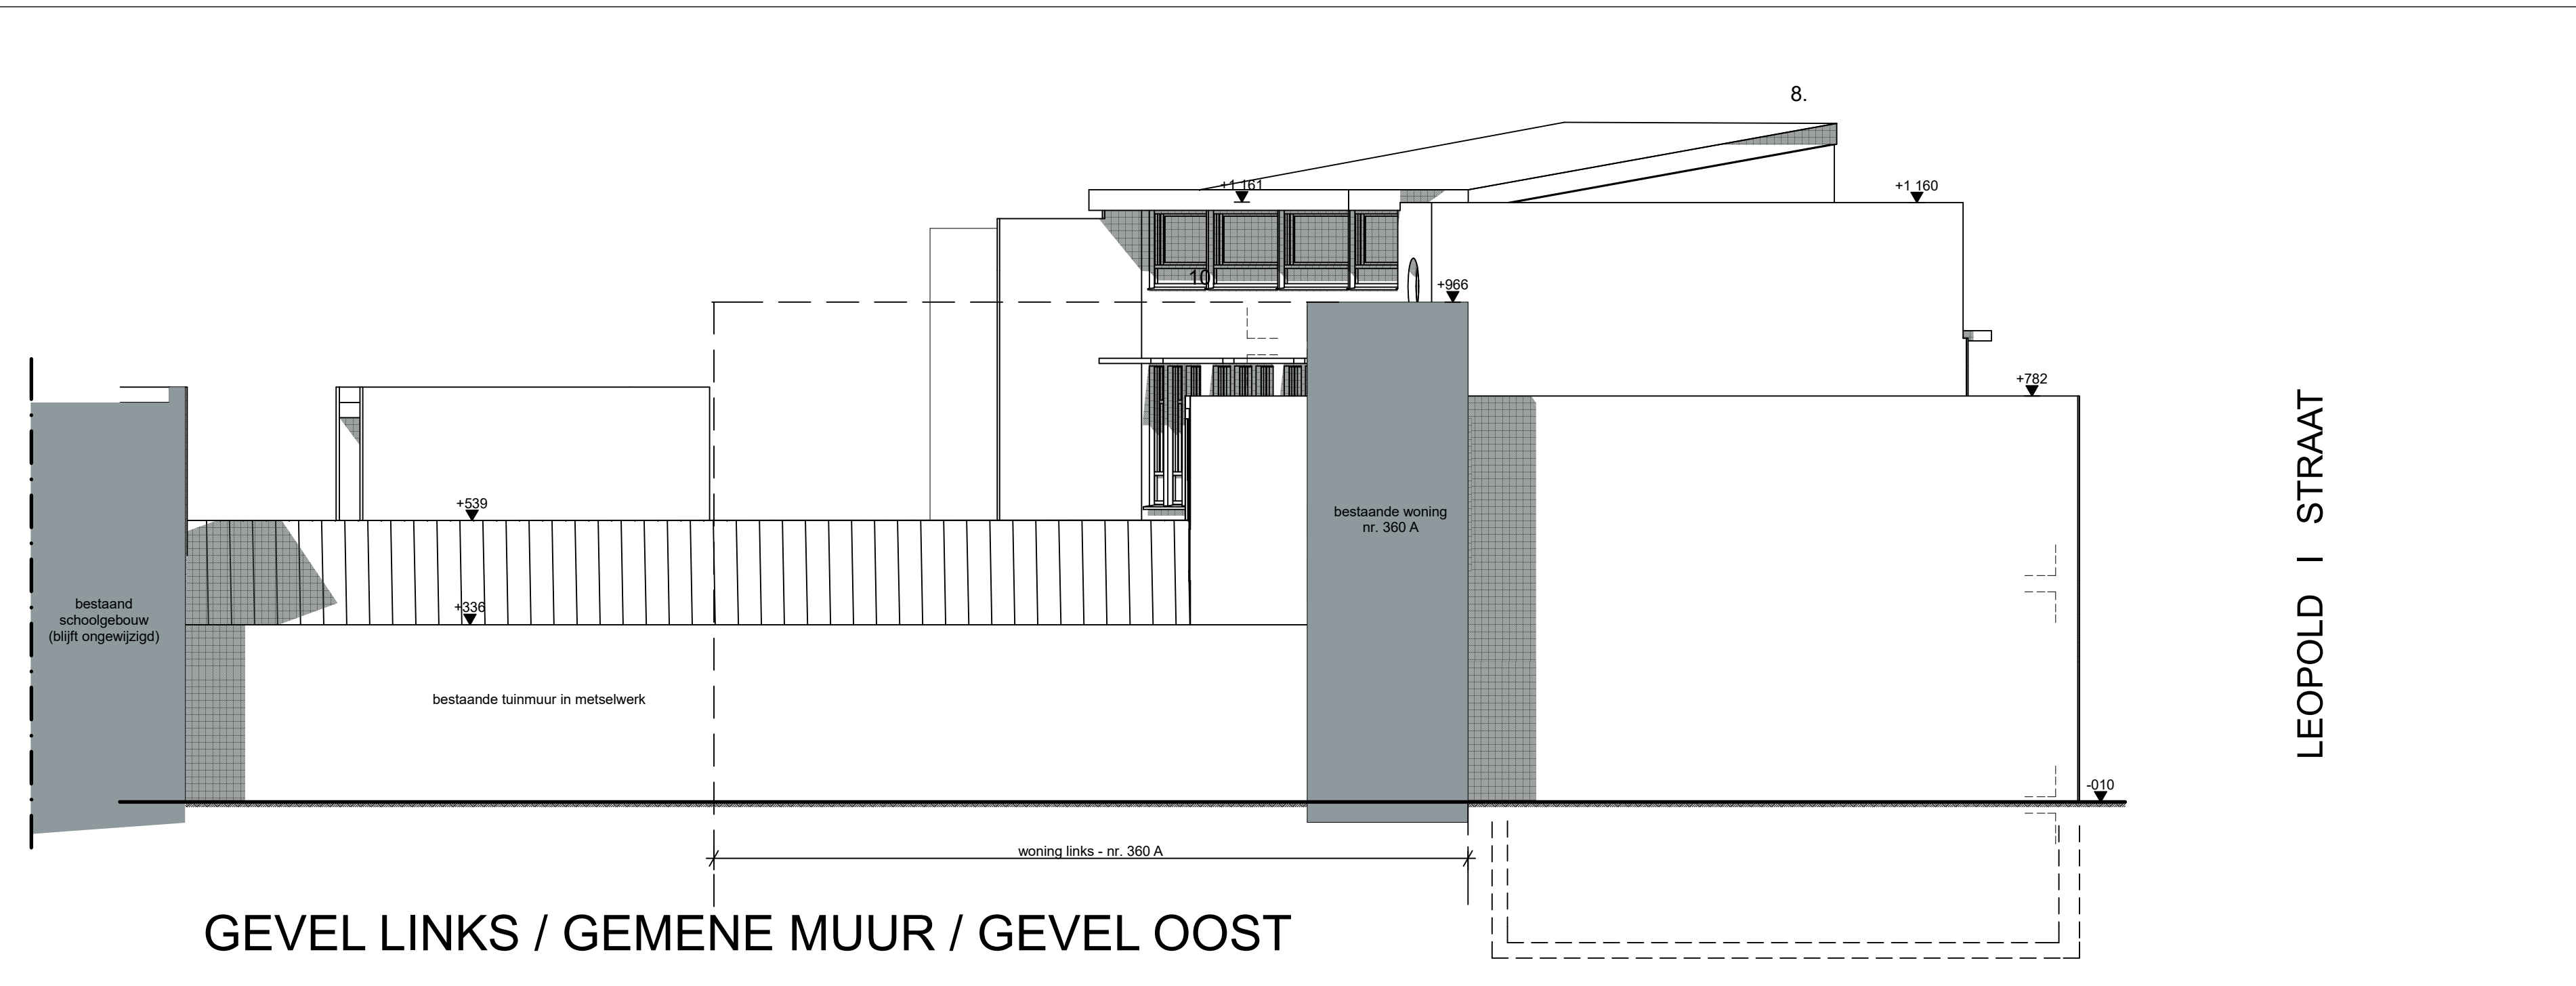 8.
+1 161
+1 160
10
+966
+782
+539
bestaande woning
nr. 360 A
LEOPOLD I STRAAT
bestaand
schoolgebouw
(blijft ongewijzigd)
+336
bestaande tuinmuur in metselwerk
-010
woning links - nr. 360 A
GEVEL LINKS / GEMENE MUUR / GEVEL OOST